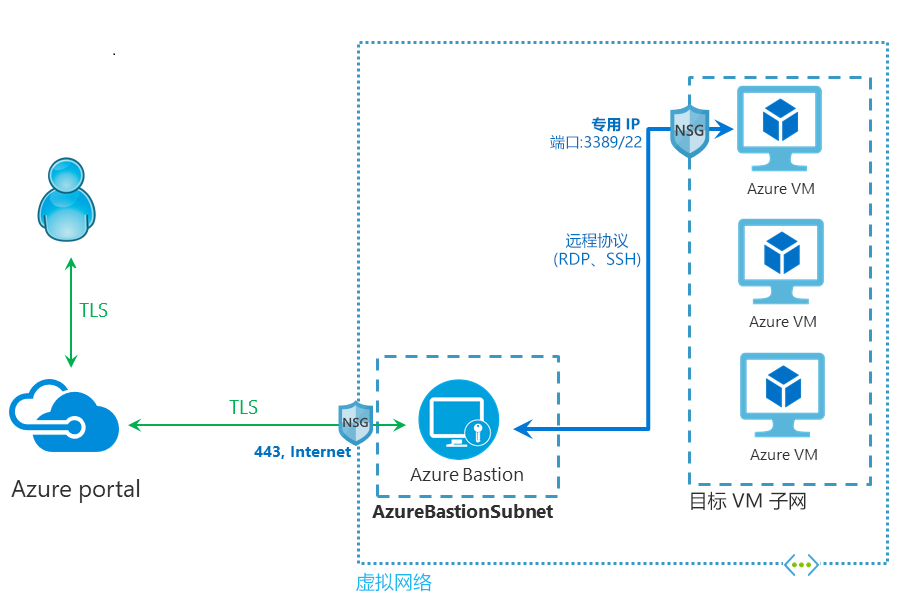 专用 IP
端口:3389/22
NSG
Azure VM
远程协议
(RDP、SSH)
Azure VM
TLS
Azure VM
TLS
NSG
443, Internet
Azure Bastion
Azure portal
AzureBastionSubnet
目标 VM 子网
虚拟网络